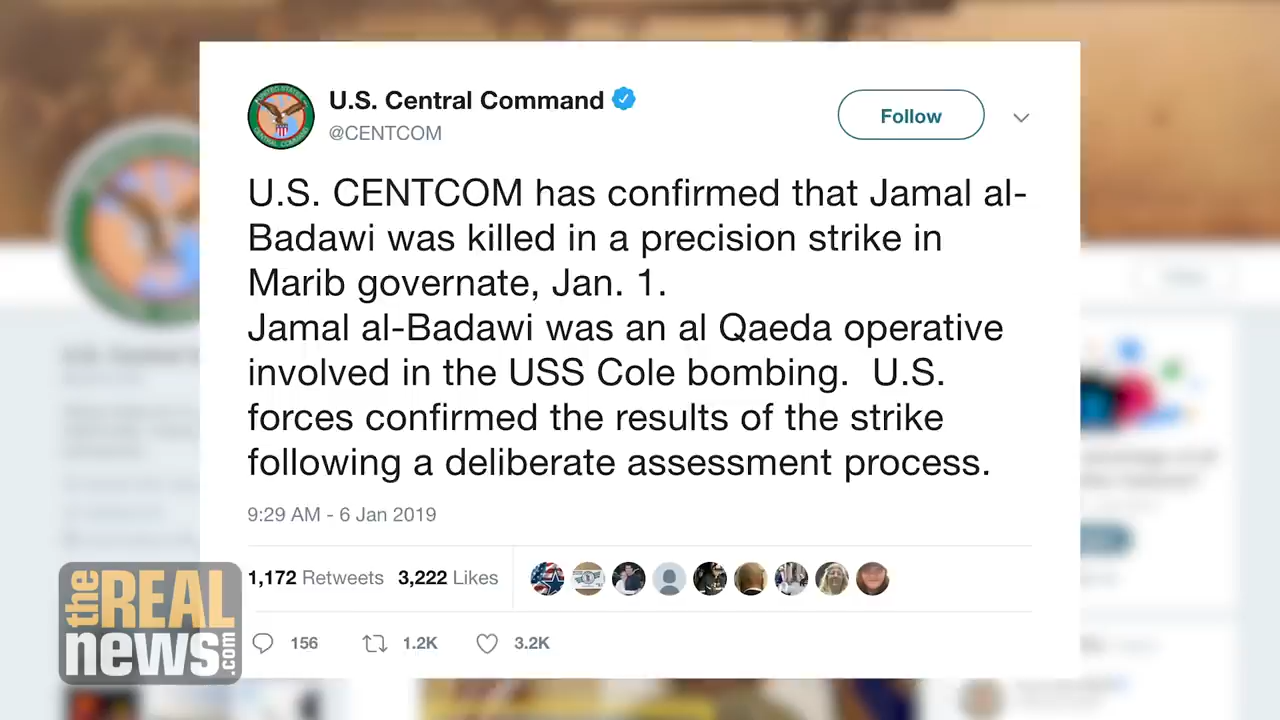 U.S. Central Command
@CENTCOM
Follow
U.S. CENTCOM has confirmed that Jamal al-
Badawi was killed in a precision strike in
Marib governate, Jan. 1.
Jamal al-Badawi was an al Qaeda operative
involved in the USS Cole bombing.  U.S.
forces confirmed the results of the strike
following a deliberate assessment process.
9:29 AM - 6 Jan 2019
1,172 Retweets 3,222 Likes
156 1.2K 3.2K
the REAL
news.com